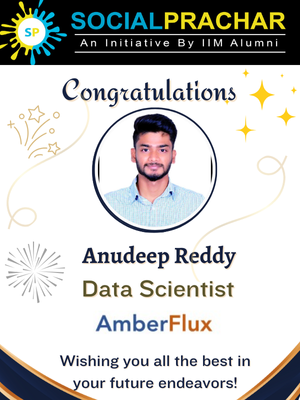 SP
SOCIALPRACHAR
An Initiative By IIM Alumni
Congratulations
Anudeep Reddy
Data Scientist
AmberFlux
Wishing you all the best in
your future endeavors!